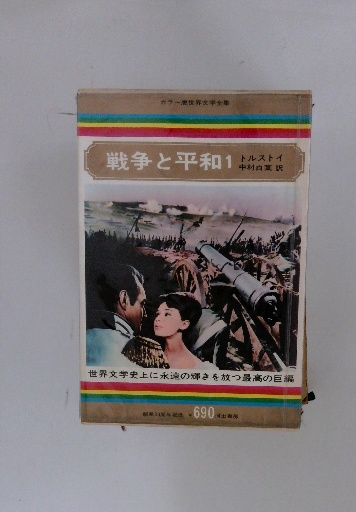 カラー版世界文学全集
戦争と平和1
トルストイ
中村白葉 訳
世界文学史上に永遠の輝きを放つ最高の巨編
690